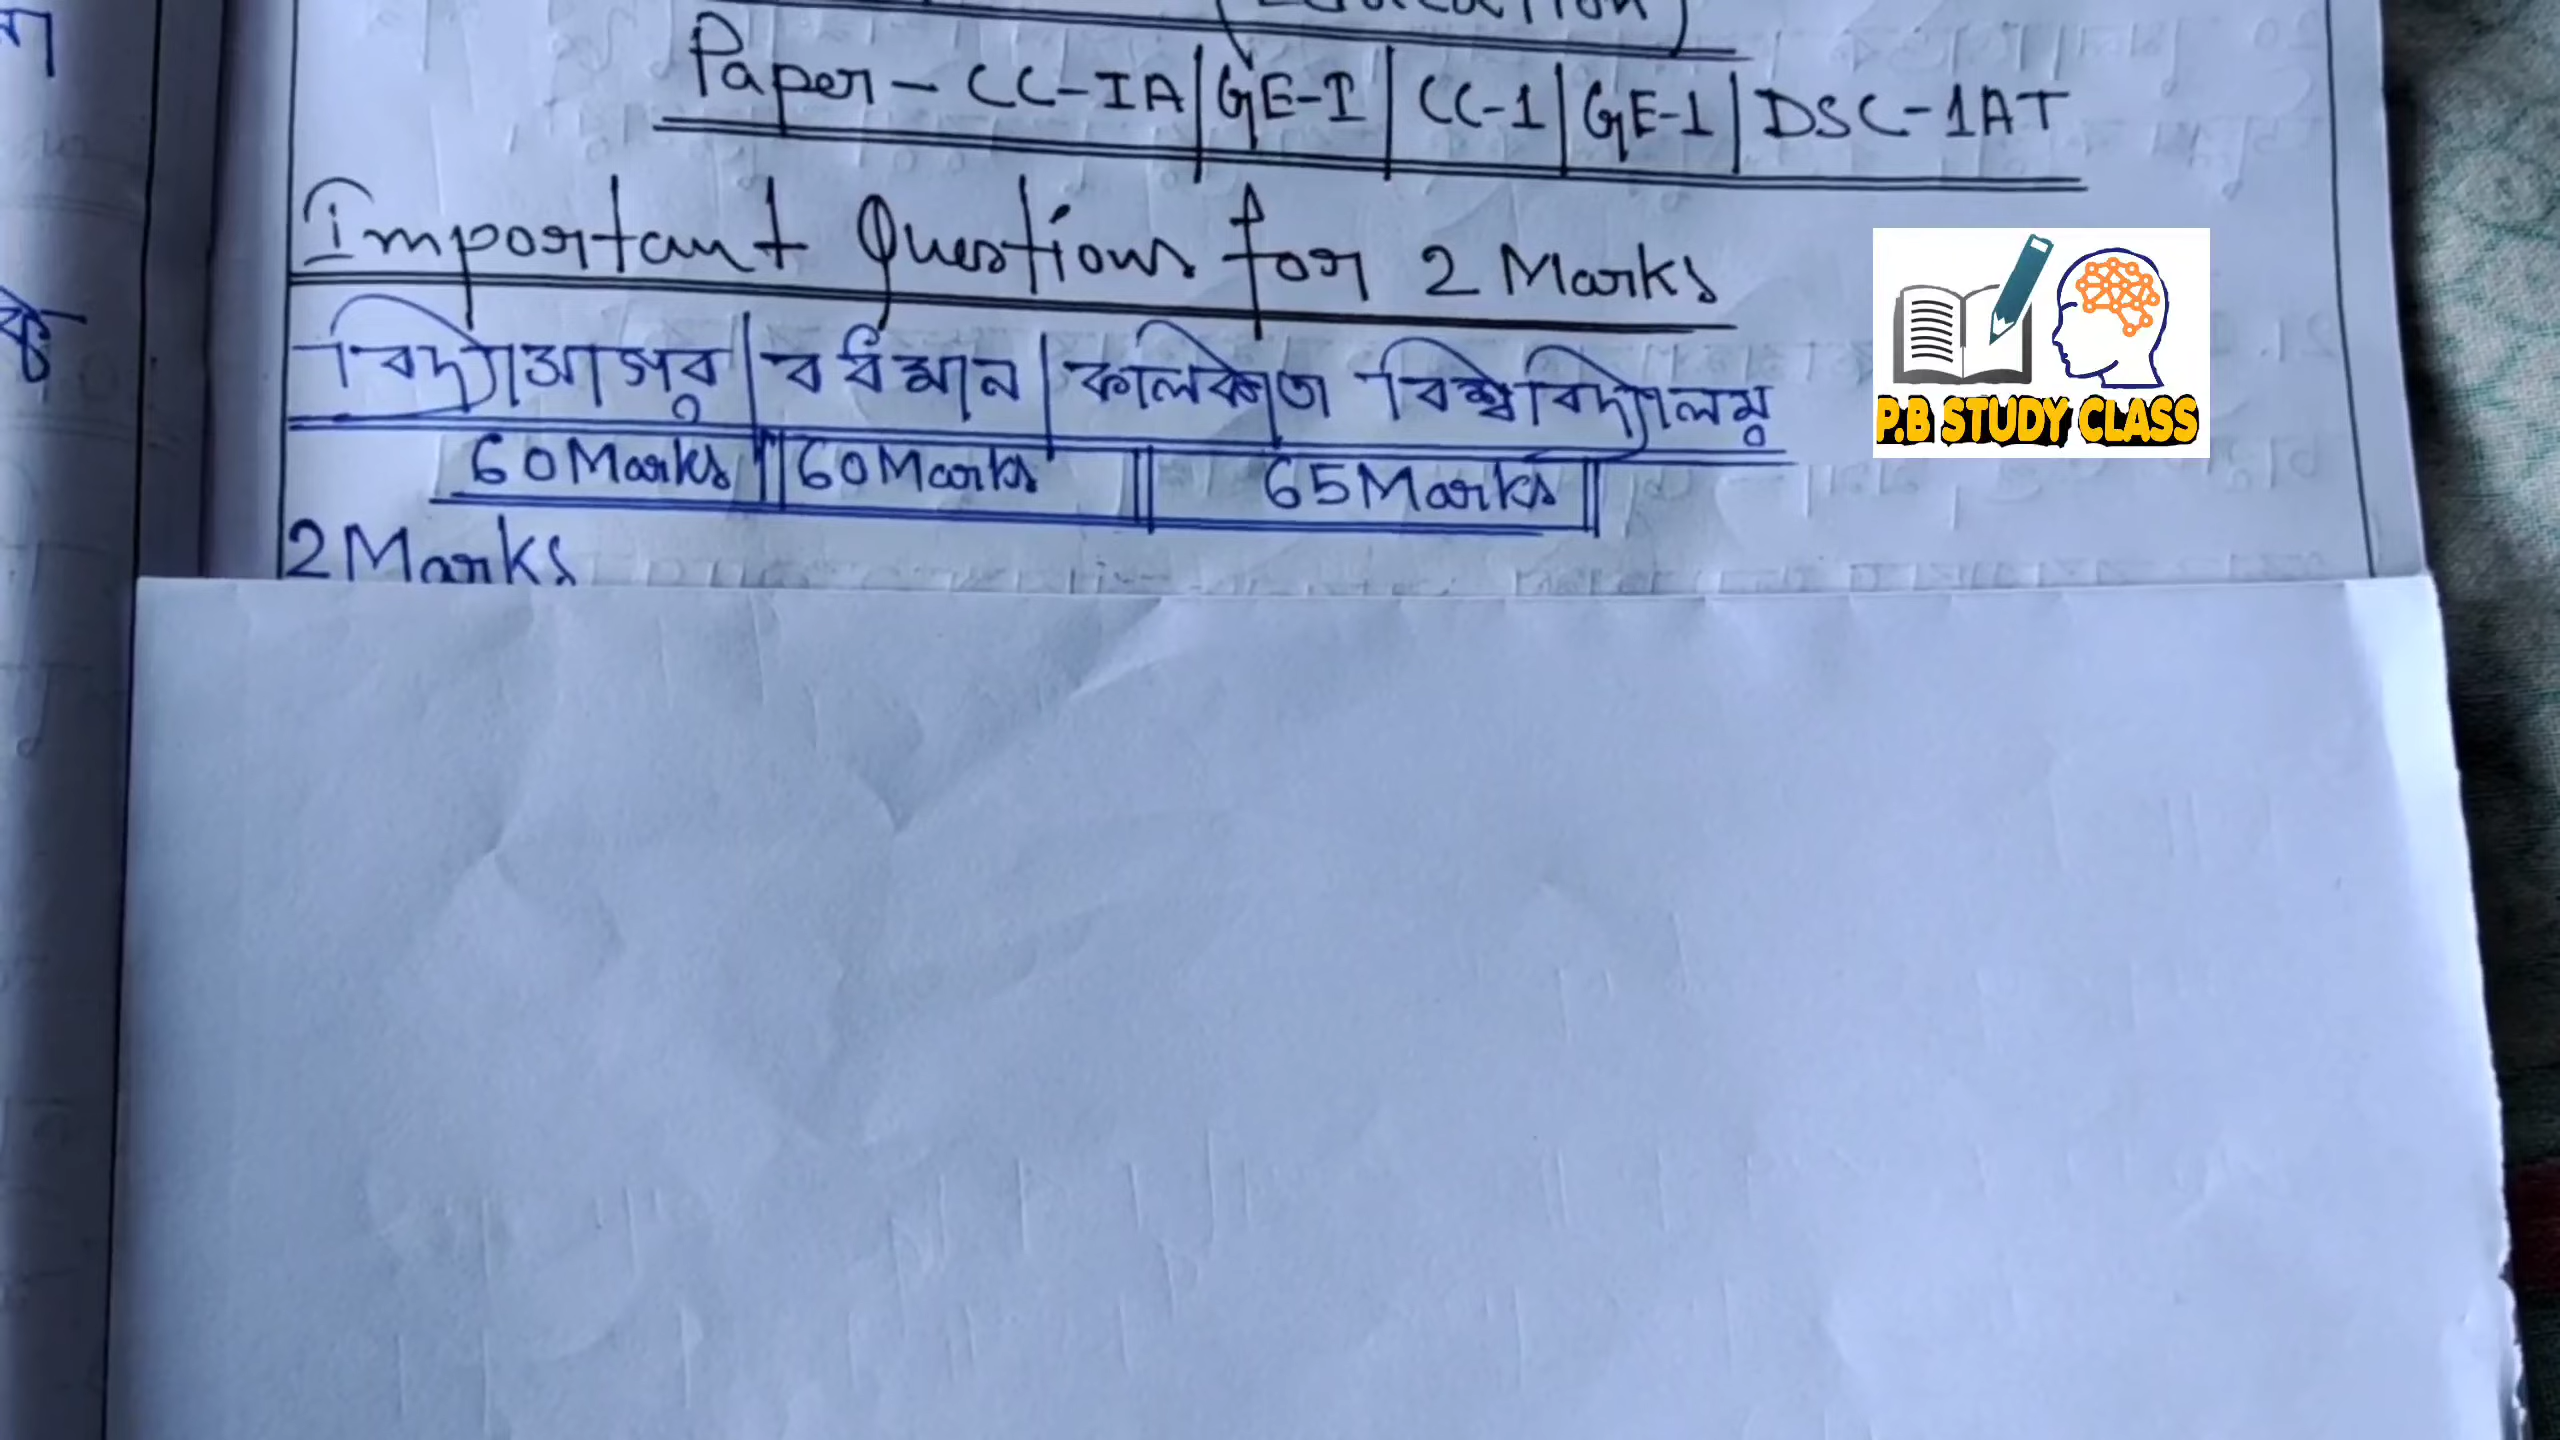 (Education)
Paper - CC-IA|GE-I|CC-1|GE-1|DSC-1AT
Important Questions for 2 Marks
বিদ্যাসাগর|বর্ধমান|কলিকাতা বিশ্ববিদ্যালয়
60Marks||60Marks || 65Marks||
2Marks
P.B STUDY CLASS